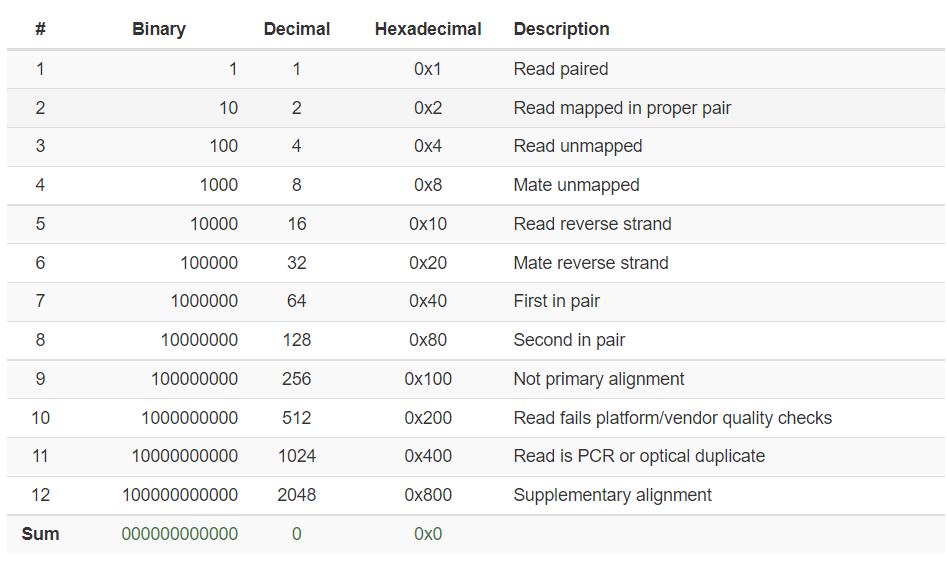 # Binary Decimal Hexadecimal Description
1 1 1 0x1 Read paired
2 10 2 0x2 Read mapped in proper pair
3 100 4 0x4 Read unmapped
4 1000 8 0x8 Mate unmapped
5 10000 16 0x10 Read reverse strand
6 100000 32 0x20 Mate reverse strand
7 1000000 64 0x40 First in pair
8 10000000 128 0x80 Second in pair
9 100000000 256 0x100 Not primary alignment
10 1000000000 512 0x200 Read fails platform/vendor quality checks
11 10000000000 1024 0x400 Read is PCR or optical duplicate
12 100000000000 2048 0x800 Supplementary alignment
Sum 000000000000 0 0x0